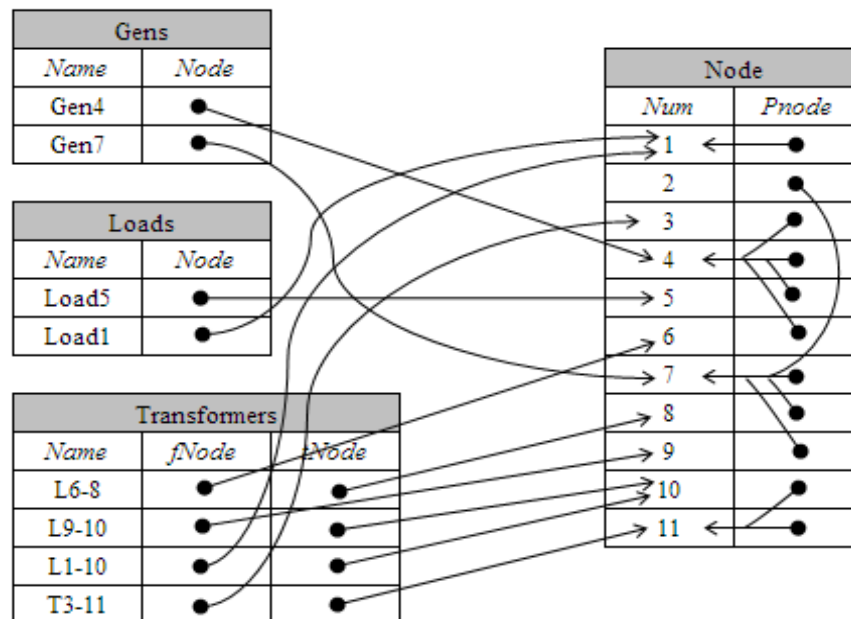 Gens
Name Node
Gen4
Gen7
Loads
Name Node
Load5
Load1
Transformers
Name fNode tNode
L6-8
L9-10
L1-10
T3-11
Node
Num Pnode
1
2
3
4
5
6
7
8
9
10
11